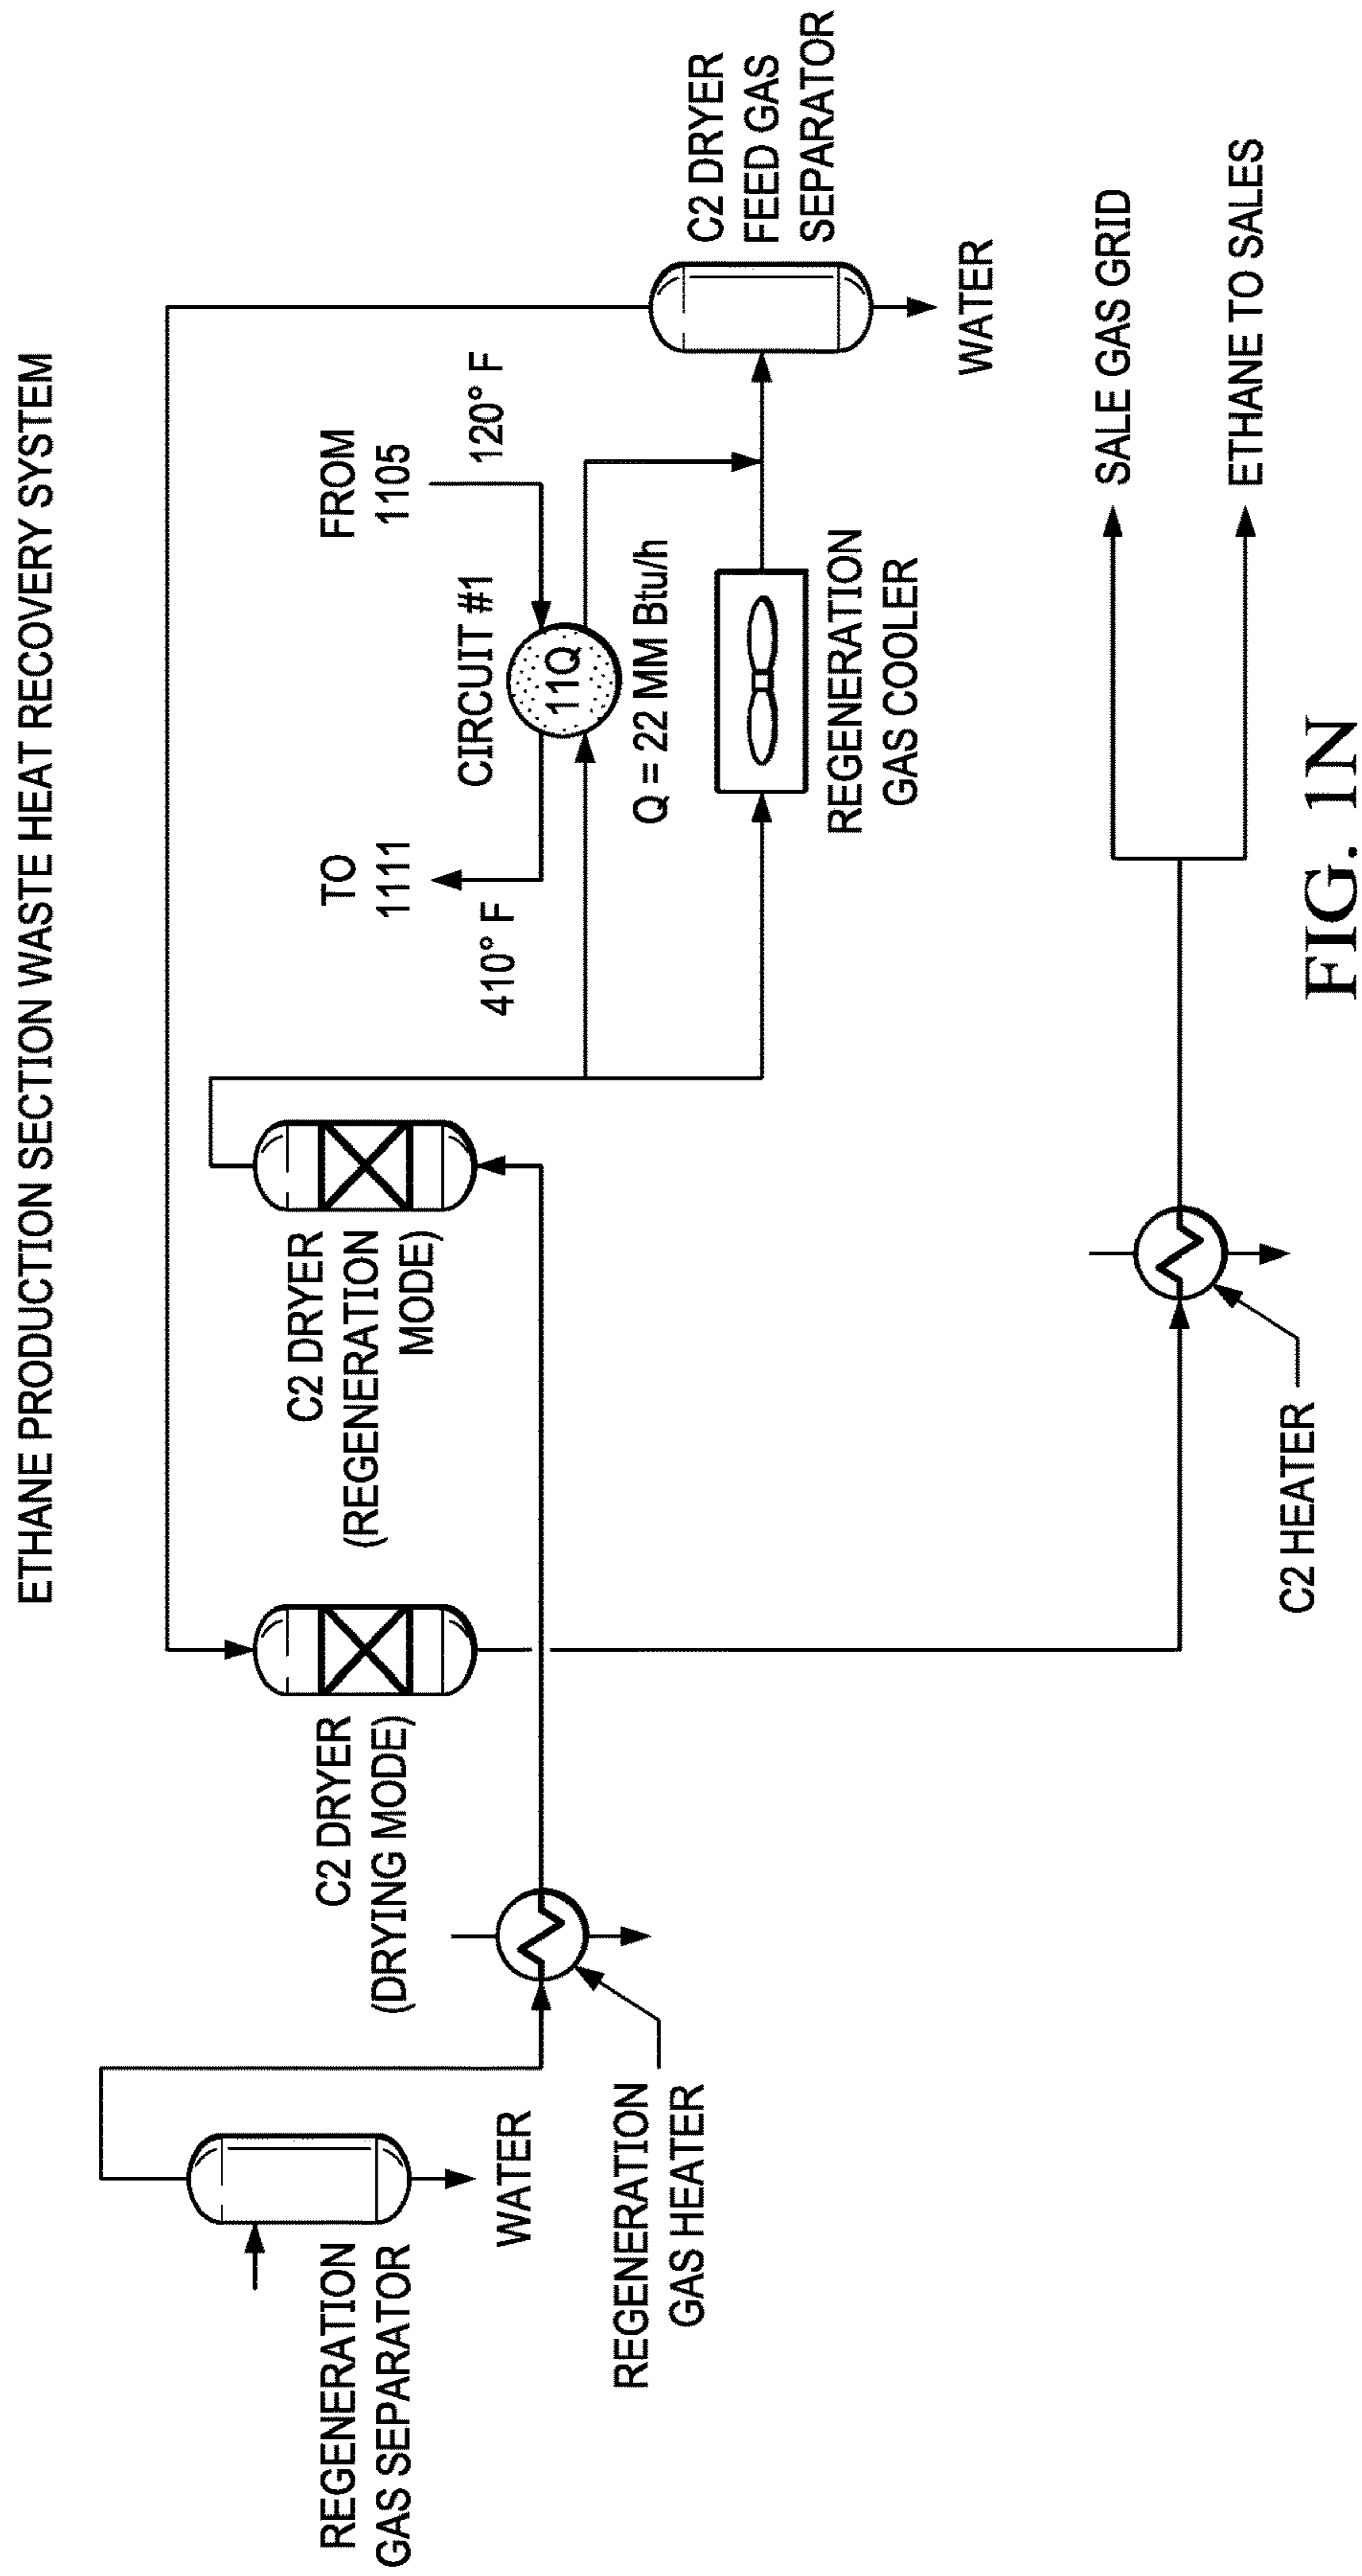 ETHANE PRODUCTION SECTION WASTE HEAT RECOVERY SYSTEM
REGENERATION
GAS SEPARATOR
WATER
REGENERATION
GAS HEATER
C2 DRYER
(DRYING MODE)
C2 DRYER
(REGENERATION
MODE)
TO
1111
410° F
CIRCUIT #1
11Q
Q = 22 MM Btu/h
FROM
1105
120° F
REGENERATION
GAS COOLER
C2 DRYER
FEED GAS
SEPARATOR
WATER
C2 HEATER
SALE GAS GRID
ETHANE TO SALES
FIG. 1N